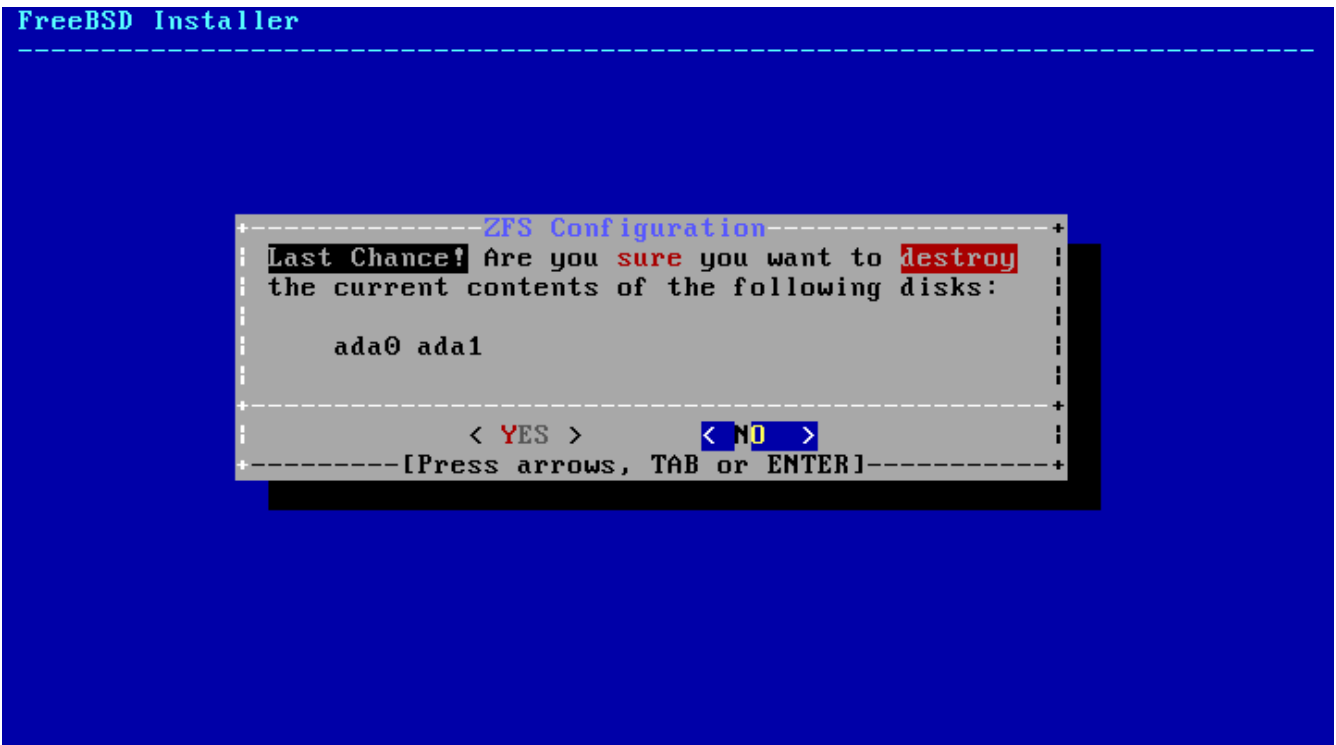 FreeBSD Installer
ZFS Configuration
Last Chance! Are you sure you want to destroy
the current contents of the following disks:
ada0 ada1
< YES > < NO >
[Press arrows, TAB or ENTER]